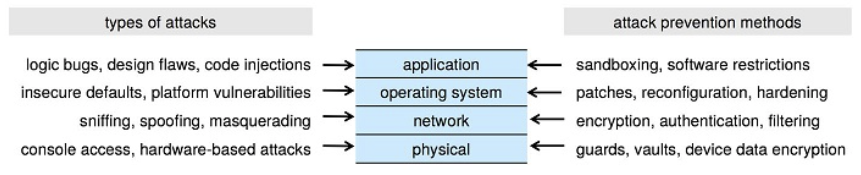 types of attacks
attack prevention methods
logic bugs, design flaws, code injections
application
sandboxing, software restrictions
insecure defaults, platform vulnerabilities
operating system
patches, reconfiguration, hardening
sniffing, spoofing, masquerading
network
encryption, authentication, filtering
console access, hardware-based attacks
physical
guards, vaults, device data encryption